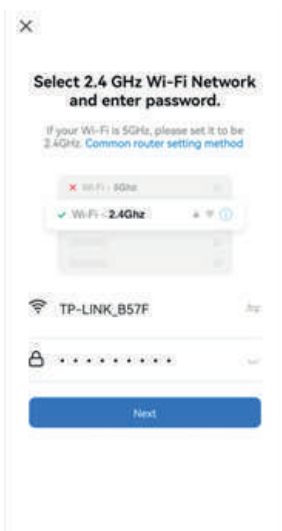 Select 2.4 GHz Wi-Fi Network
and enter password.
If your Wi-Fi is 5GHz, please set it to be
2.4GHz. Common router setting method
Wi-Fi - 5Ghz
Wi-Fi - 2.4Ghz
TP-LINK_B57F
Next